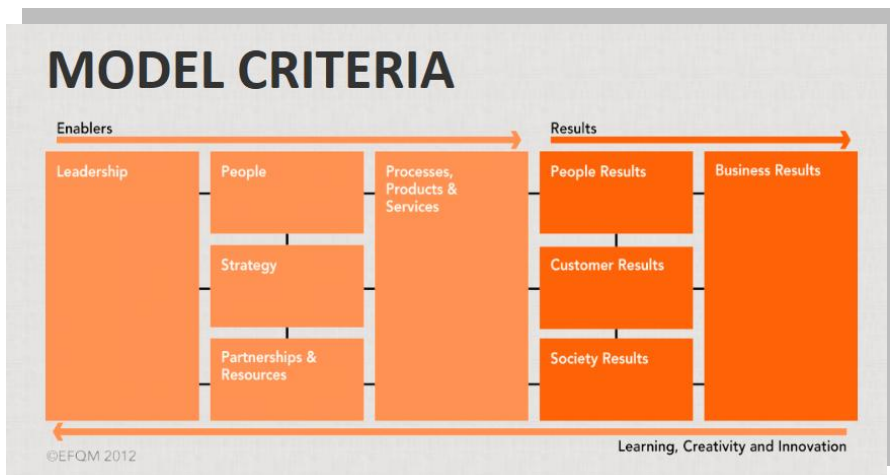 MODEL CRITERIA
Enablers
Results
Leadership
People
Processes,
Products &
Services
People Results
Business Results
Strategy
Customer Results
Partnerships &
Resources
Society Results
Learning, Creativity and Innovation
©EFQM 2012